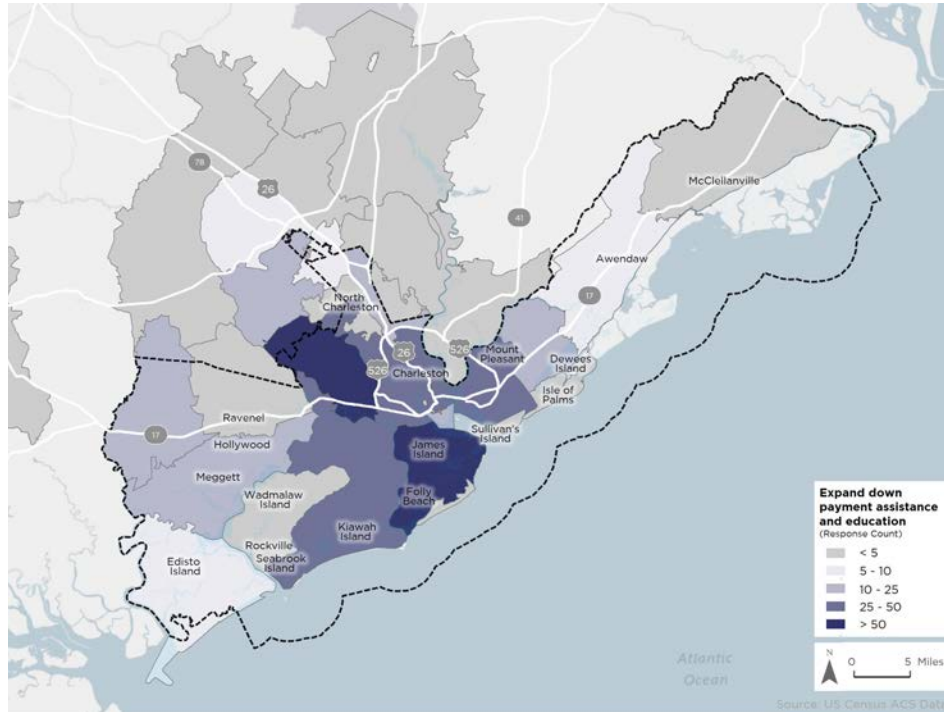 McClellanville
78
26
41
Awendaw
17
North
Charleston
526
26
526
Charleston
Mount
Pleasant
Dewees
Island
Isle of
Palms
Ravenel
17
Hollywood
Sullivan's
Island
James
Island
Meggett
Wadmalaw
Island
Folly
Beach
Kiawah
Island
Rockville
Seabrook
Island
Edisto
Island
Expand down
payment assistance
and education
(Response Count)
< 5
5 - 10
10 - 25
25 - 50
> 50
N
0 5 Miles
Atlantic
Ocean
Source: US Census ACS Data